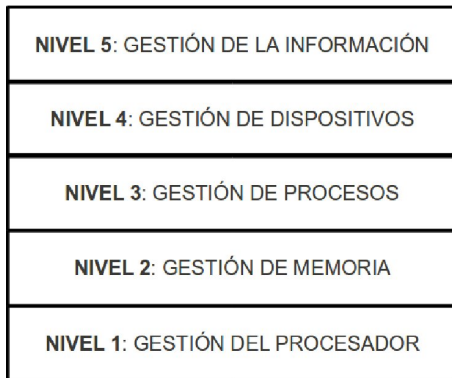 NIVEL 5: GESTIÓN DE LA INFORMACIÓN
NIVEL 4: GESTIÓN DE DISPOSITIVOS
NIVEL 3: GESTIÓN DE PROCESOS
NIVEL 2: GESTIÓN DE MEMORIA
NIVEL 1: GESTIÓN DEL PROCESADOR